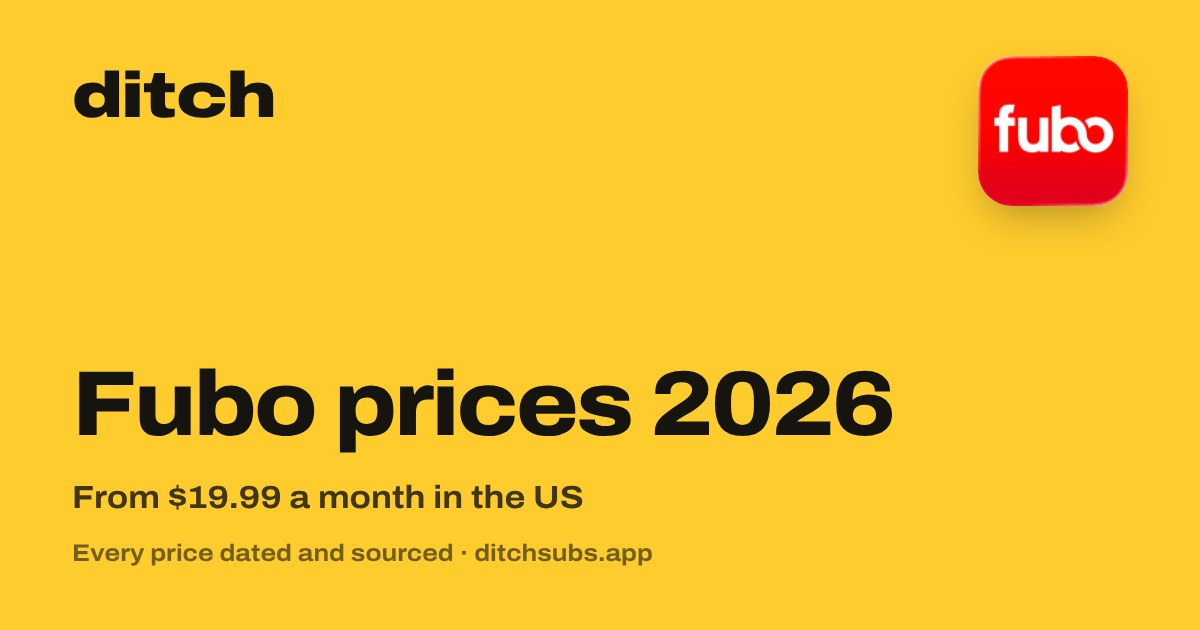 ditch
fubo
Fubo prices 2026
From $19.99 a month in the US
Every price dated and sourced · ditchsubs.app